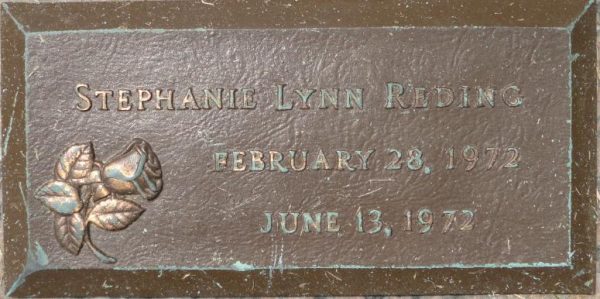 Stephanie Lynn Reding
February 28, 1972
June 13, 1972